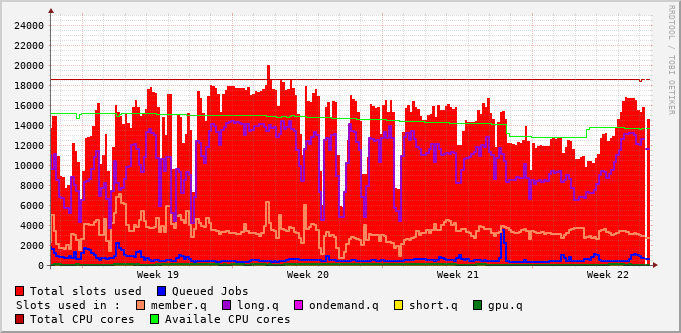 RRDTOOL / TOBI OETIKER
24000
22000
20000
18000
16000
14000
12000
10000
8000
6000
4000
2000
0
Week 19 Week 20 Week 21 Week 22
Total slots used Queued Jobs
Slots used in : member.q long.q ondemand.q short.q gpu.q
Total CPU cores Availale CPU cores